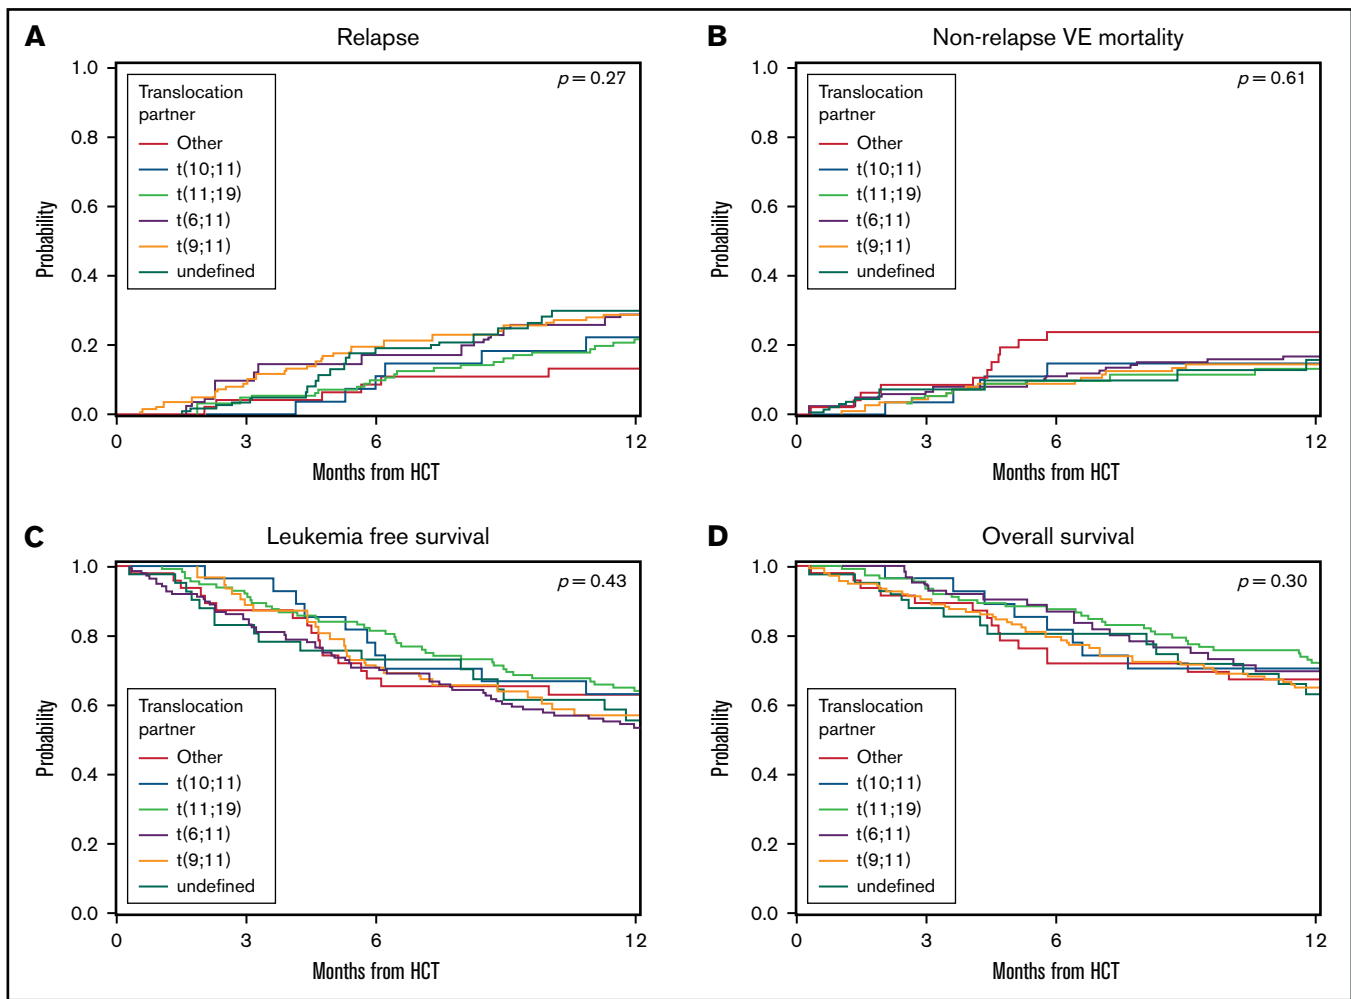 A
Relapse
1.0
0.8
0.6
0.4
0.2
0.0
Probability
p = 0.27
Translocation
partner
Other
t(10;11)
t(11;19)
t(6;11)
t(9;11)
undefined
0 3 6 12
Months from HCT
B
Non-relapse VE mortality
1.0
0.8
0.6
0.4
0.2
0.0
Probability
p = 0.61
Translocation
partner
Other
t(10;11)
t(11;19)
t(6;11)
t(9;11)
undefined
0 3 6 12
Months from HCT
C
Leukemia free survival
1.0
0.8
0.6
0.4
0.2
0.0
Probability
p = 0.43
Translocation
partner
Other
t(10;11)
t(11;19)
t(6;11)
t(9;11)
undefined
0 3 6 12
Months from HCT
D
Overall survival
1.0
0.8
0.6
0.4
0.2
0.0
Probability
p = 0.30
Translocation
partner
Other
t(10;11)
t(11;19)
t(6;11)
t(9;11)
undefined
0 3 6 12
Months from HCT